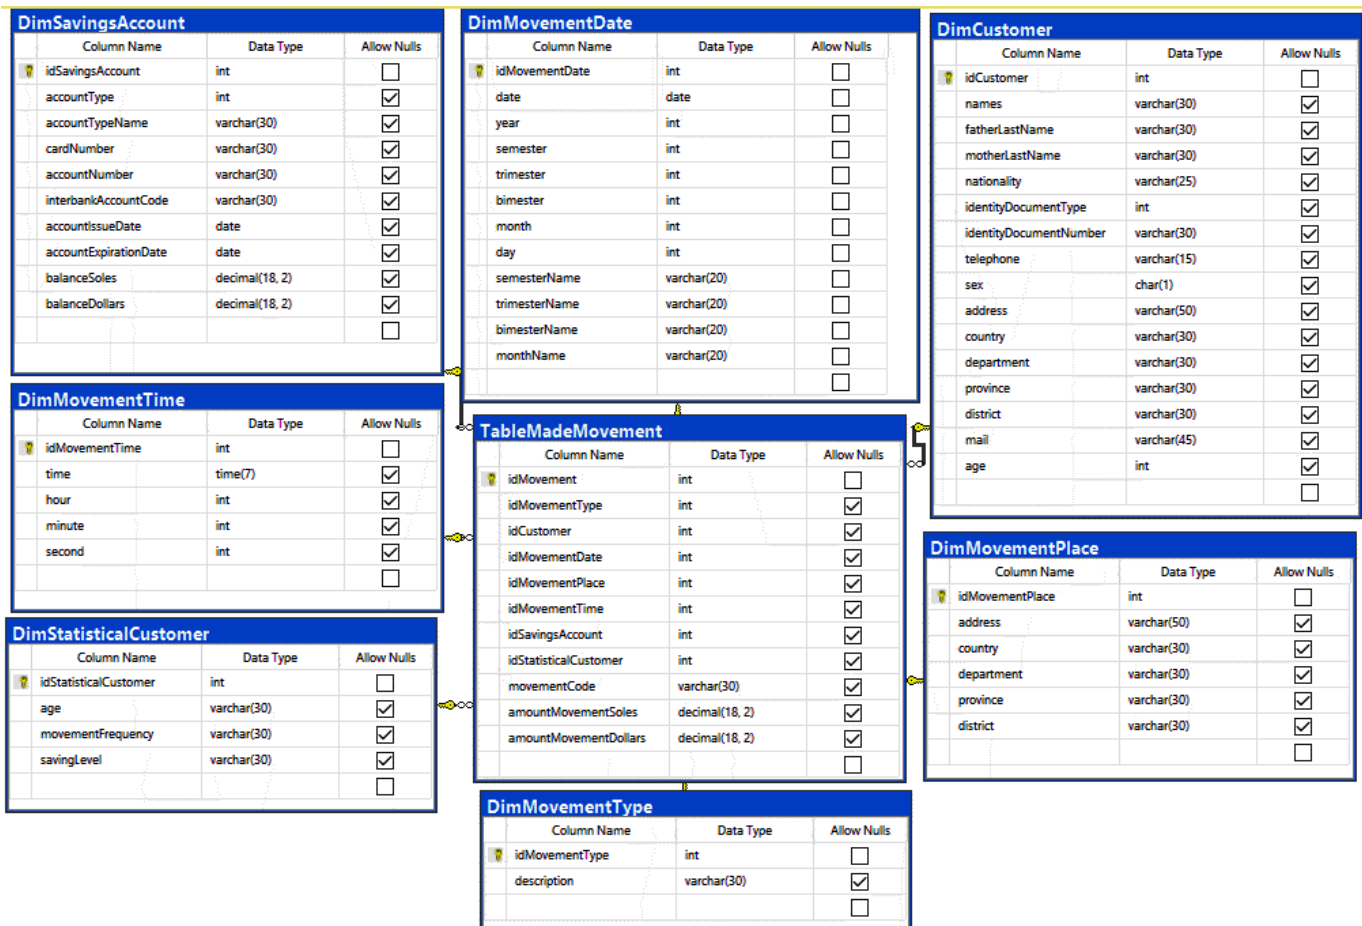 DimSavingsAccount
Column Name Data Type Allow Nulls
idSavingsAccount int
accountType int
accountTypeName varchar(30)
cardNumber varchar(30)
accountNumber varchar(30)
interbankAccountCode varchar(30)
accountIssueDate date
accountExpirationDate date
balanceSoles decimal(18, 2)
balanceDollars decimal(18, 2)
DimMovementDate
Column Name Data Type Allow Nulls
idMovementDate int
date date
year int
semester int
trimester int
bimester int
month int
day int
semesterName varchar(20)
trimesterName varchar(20)
bimesterName varchar(20)
monthName varchar(20)
DimCustomer
Column Name Data Type Allow Nulls
idCustomer int
names varchar(30)
fatherLastName varchar(30)
motherLastName varchar(30)
nationality varchar(25)
identityDocumentType int
identityDocumentNumber varchar(30)
telephone varchar(15)
sex char(1)
address varchar(50)
country varchar(30)
department varchar(30)
province varchar(30)
district varchar(30)
mail varchar(45)
age int
DimMovementTime
Column Name Data Type Allow Nulls
idMovementTime int
time time(7)
hour int
minute int
second int
TableMadeMovement
Column Name Data Type Allow Nulls
idMovement int
idMovementType int
idCustomer int
idMovementDate int
idMovementPlace int
idMovementTime int
idSavingsAccount int
idStatisticalCustomer int
movementCode varchar(30)
amountMovementSoles decimal(18, 2)
amountMovementDollars decimal(18, 2)
DimMovementPlace
Column Name Data Type Allow Nulls
idMovementPlace int
address varchar(50)
country varchar(30)
department varchar(30)
province varchar(30)
district varchar(30)
DimStatisticalCustomer
Column Name Data Type Allow Nulls
idStatisticalCustomer int
age varchar(30)
movementFrequency varchar(30)
savingLevel varchar(30)
DimMovementType
Column Name Data Type Allow Nulls
idMovementType int
description varchar(30)